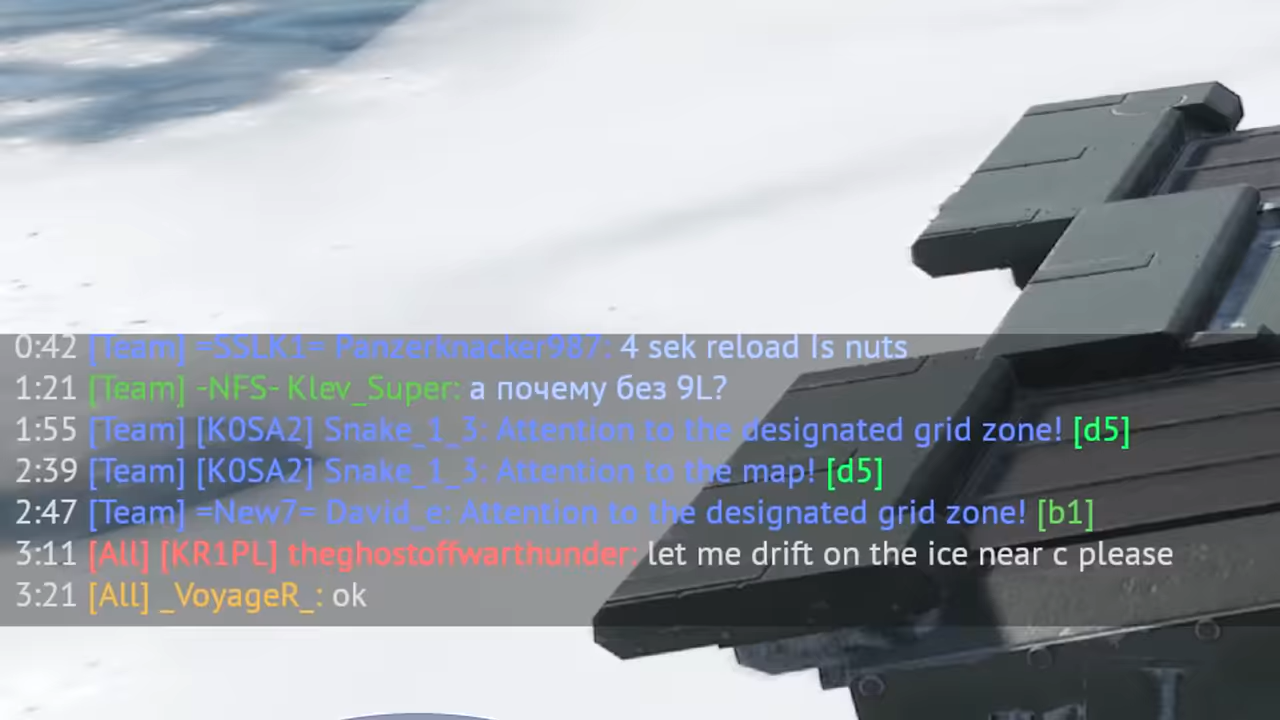 0:42 [Team] =SSLK1= Panzerknacker987: 4 sek reload Is nuts
1:21 [Team] -NFS- Klev_Super: а почему без 9L?
1:55 [Team] [K0SA2] Snake_1_3: Attention to the designated grid zone! [d5]
2:39 [Team] [K0SA2] Snake_1_3: Attention to the map! [d5]
2:47 [Team] =New7= David_e: Attention to the designated grid zone! [b1]
3:11 [All] [KR1PL] theghostoffwarthunder: let me drift on the ice near c please
3:21 [All] _VoyageR_: ok